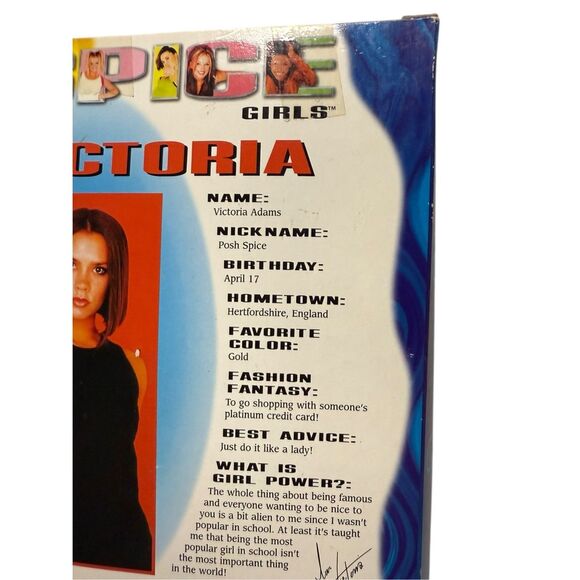 PICE
GIRLS™
CTORIA
NAME:
Victoria Adams
NICKNAME:
Posh Spice
BIRTHDAY:
April 17
HOMETOWN:
Hertfordshire, England
FAVORITE
COLOR:
Gold
FASHION
FANTASY:
To go shopping with someone's
platinum credit card!
BEST ADVICE:
Just do it like a lady!
WHAT IS
GIRL POWER?:
The whole thing about being famous
and everyone wanting to be nice to
you is a bit alien to me since I wasn't
popular in school. At least it's taught
me that being the most
popular girl in school isn't
the most important thing
in the world!